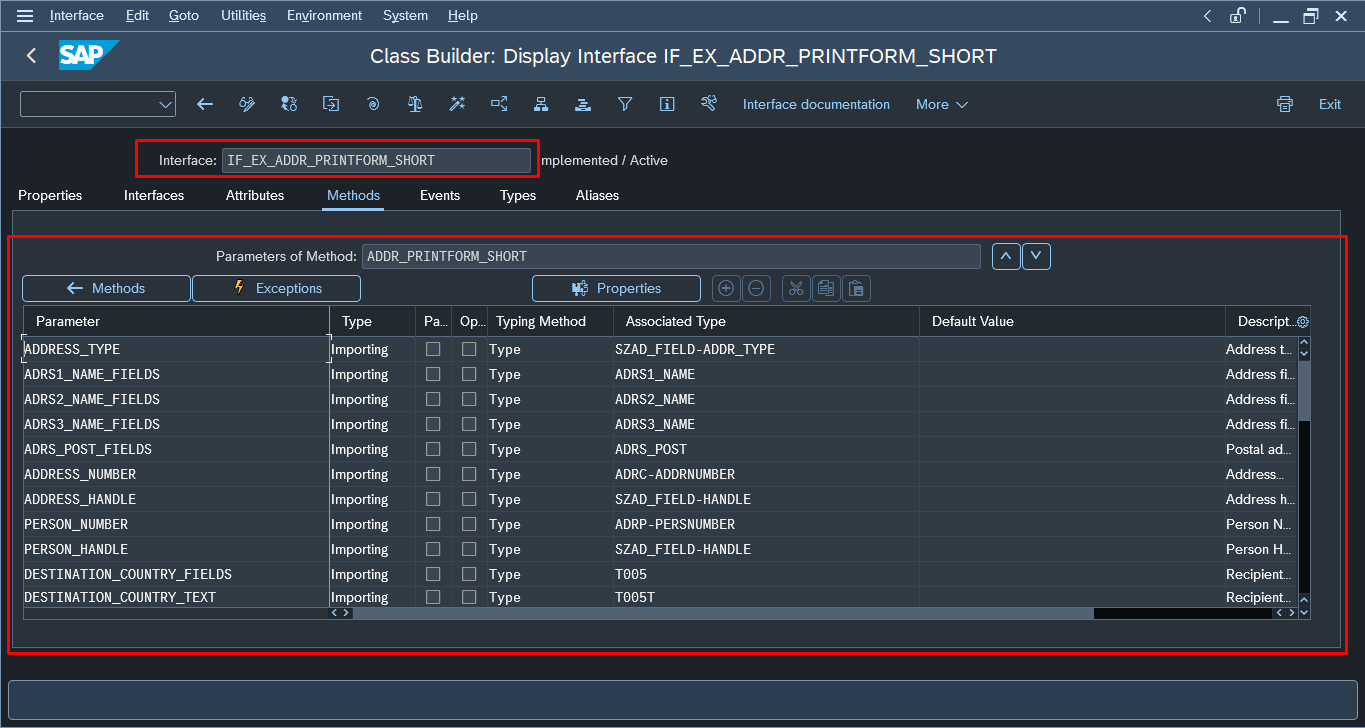 Interface Edit Goto Utilities Environment System Help
SAP Class Builder: Display Interface IF_EX_ADDR_PRINTFORM_SHORT
Interface documentation More Exit
Interface: IF_EX_ADDR_PRINTFORM_SHORT mplemented / Active
Properties Interfaces Attributes Methods Events Types Aliases
Parameters of Method: ADDR_PRINTFORM_SHORT
Methods Exceptions Properties
Parameter Type Pa... Op... Typing Method Associated Type Default Value Descript...
ADDRESS_TYPE Importing Type SZAD_FIELD-ADDR_TYPE Address t...
ADRS1_NAME_FIELDS Importing Type ADRS1_NAME Address fi...
ADRS2_NAME_FIELDS Importing Type ADRS2_NAME Address fi...
ADRS3_NAME_FIELDS Importing Type ADRS3_NAME Address fi...
ADRS_POST_FIELDS Importing Type ADRS_POST Postal ad...
ADDRESS_NUMBER Importing Type ADRC-ADDRNUMBER Address...
ADDRESS_HANDLE Importing Type SZAD_FIELD-HANDLE Address h...
PERSON_NUMBER Importing Type ADRP-PERSNUMBER Person N...
PERSON_HANDLE Importing Type SZAD_FIELD-HANDLE Person H...
DESTINATION_COUNTRY_FIELDS Importing Type T005 Recipient...
DESTINATION_COUNTRY_TEXT Importing Type T005T Recipient...